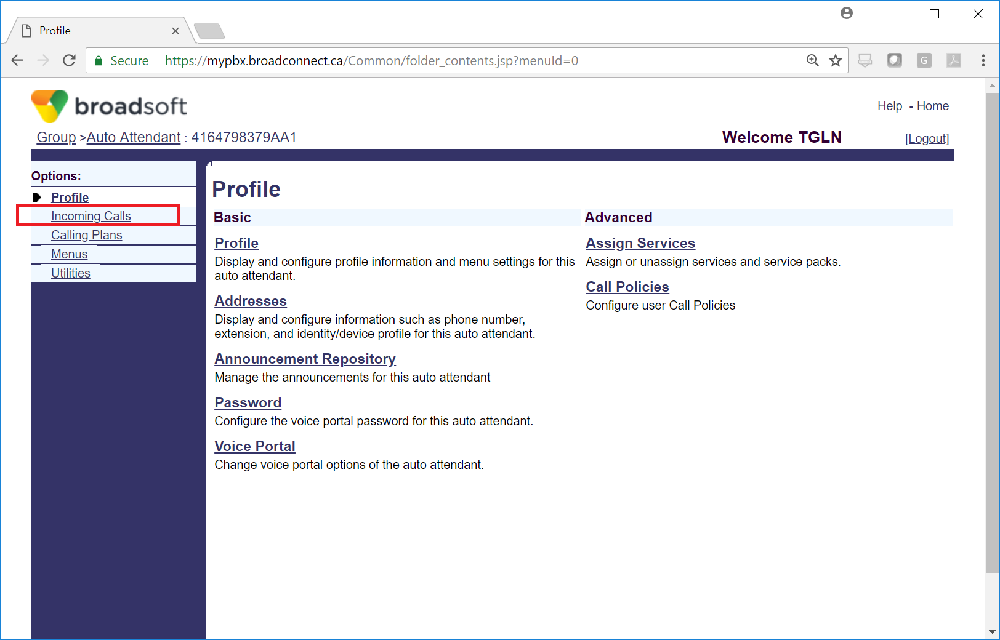 Profile
Secure https://mypbx.broadconnect.ca/Common/folder_contents.jsp?menuId=0
G
broadsoft
Help - Home
Group >Auto Attendant : 4164798379AA1
Welcome TGLN
[Logout]
Options:
Profile
Incoming Calls
Calling Plans
Menus
Utilities
Profile
Basic
Profile
Display and configure profile information and menu settings for this
auto attendant.
Addresses
Display and configure information such as phone number,
extension, and identity/device profile for this auto attendant.
Announcement Repository
Manage the announcements for this auto attendant
Password
Configure the voice portal password for this auto attendant.
Voice Portal
Change voice portal options of the auto attendant.
Advanced
Assign Services
Assign or unassign services and service packs.
Call Policies
Configure user Call Policies